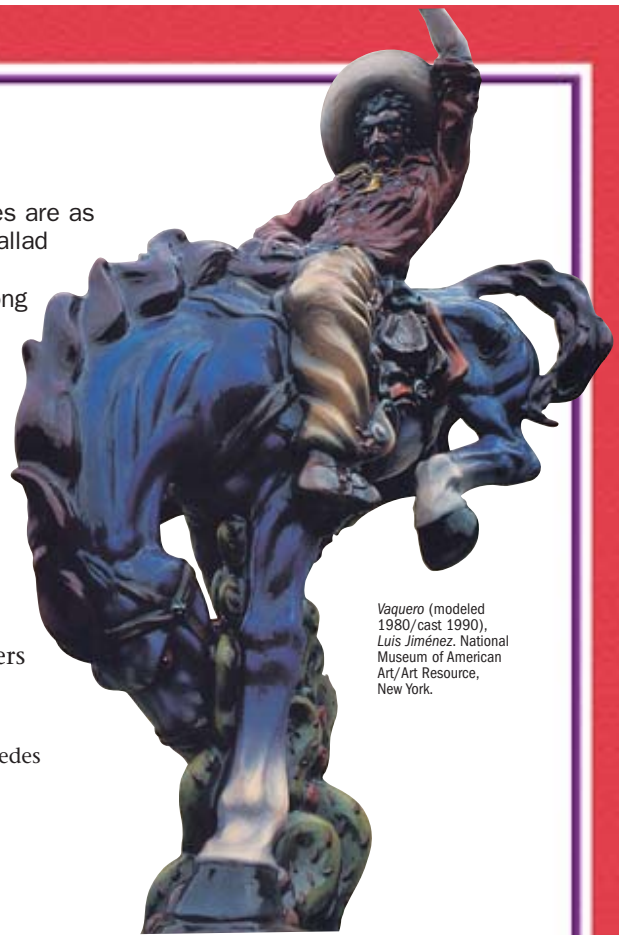 es are as
allad
ong
ers
edes
Vaquero (modeled
1980/cast 1990),
Luis Jiménez. National
Museum of American
Art/Art Resource,
New York.